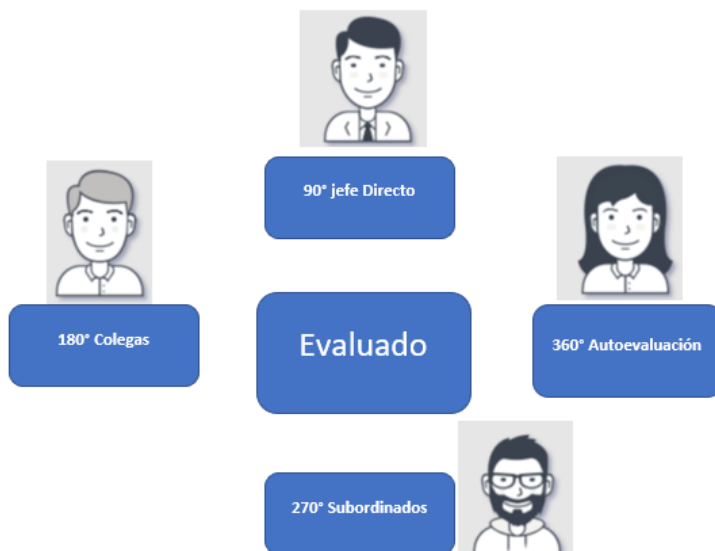 90° jefe Directo
180° Colegas
Evaluado
360° Autoevaluación
270° Subordinados